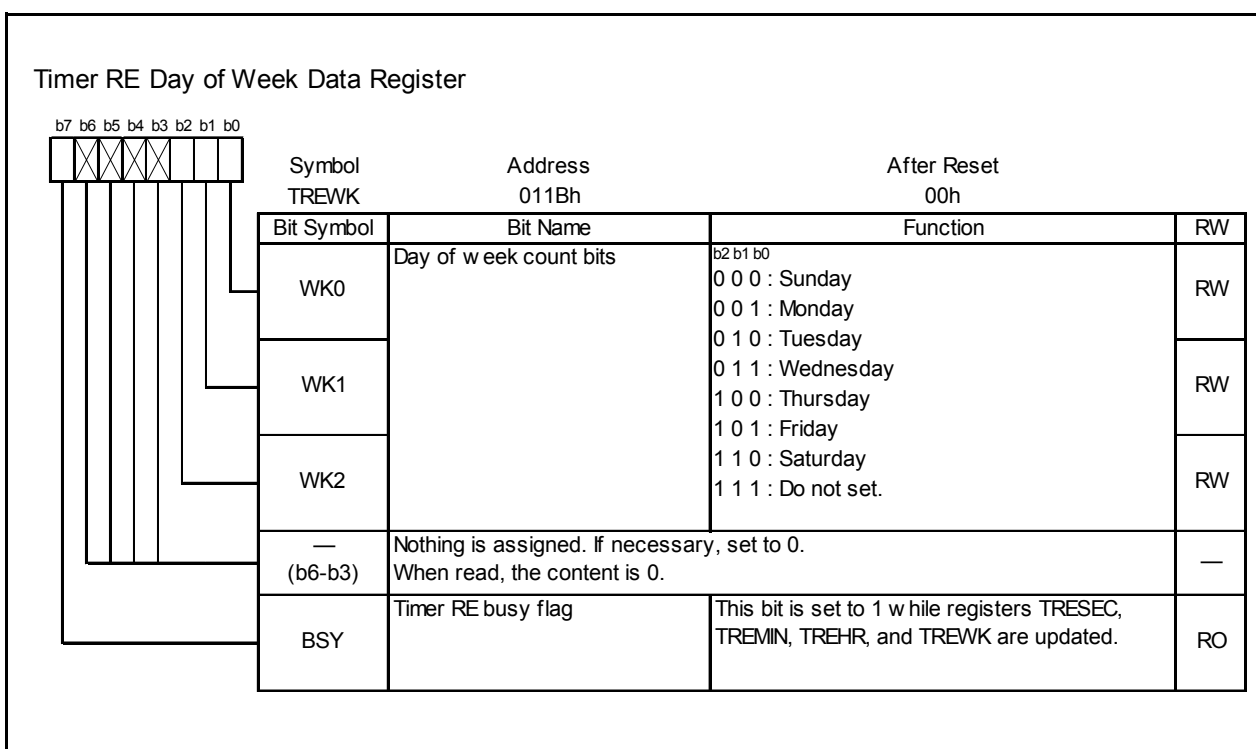 Timer RE Day of Week Data Register
b7 b6 b5 b4 b3 b2 b1 b0
Symbol Address After Reset
TREWK 011Bh 00h
Bit Symbol Bit Name Function RW
WK0 Day of week count bits b2 b1 b0
0 0 0 : Sunday
0 0 1 : Monday
0 1 0 : Tuesday
RW
WK1
0 1 1 : Wednesday
1 0 0 : Thursday
1 0 1 : Friday
RW
WK2
1 1 0 : Saturday
1 1 1 : Do not set.
RW
—
(b6-b3)
Nothing is assigned. If necessary, set to 0.
When read, the content is 0.
—
BSY
Timer RE busy flag
This bit is set to 1 while registers TRESEC,
TREMIN, TREHR, and TREWK are updated.
RO